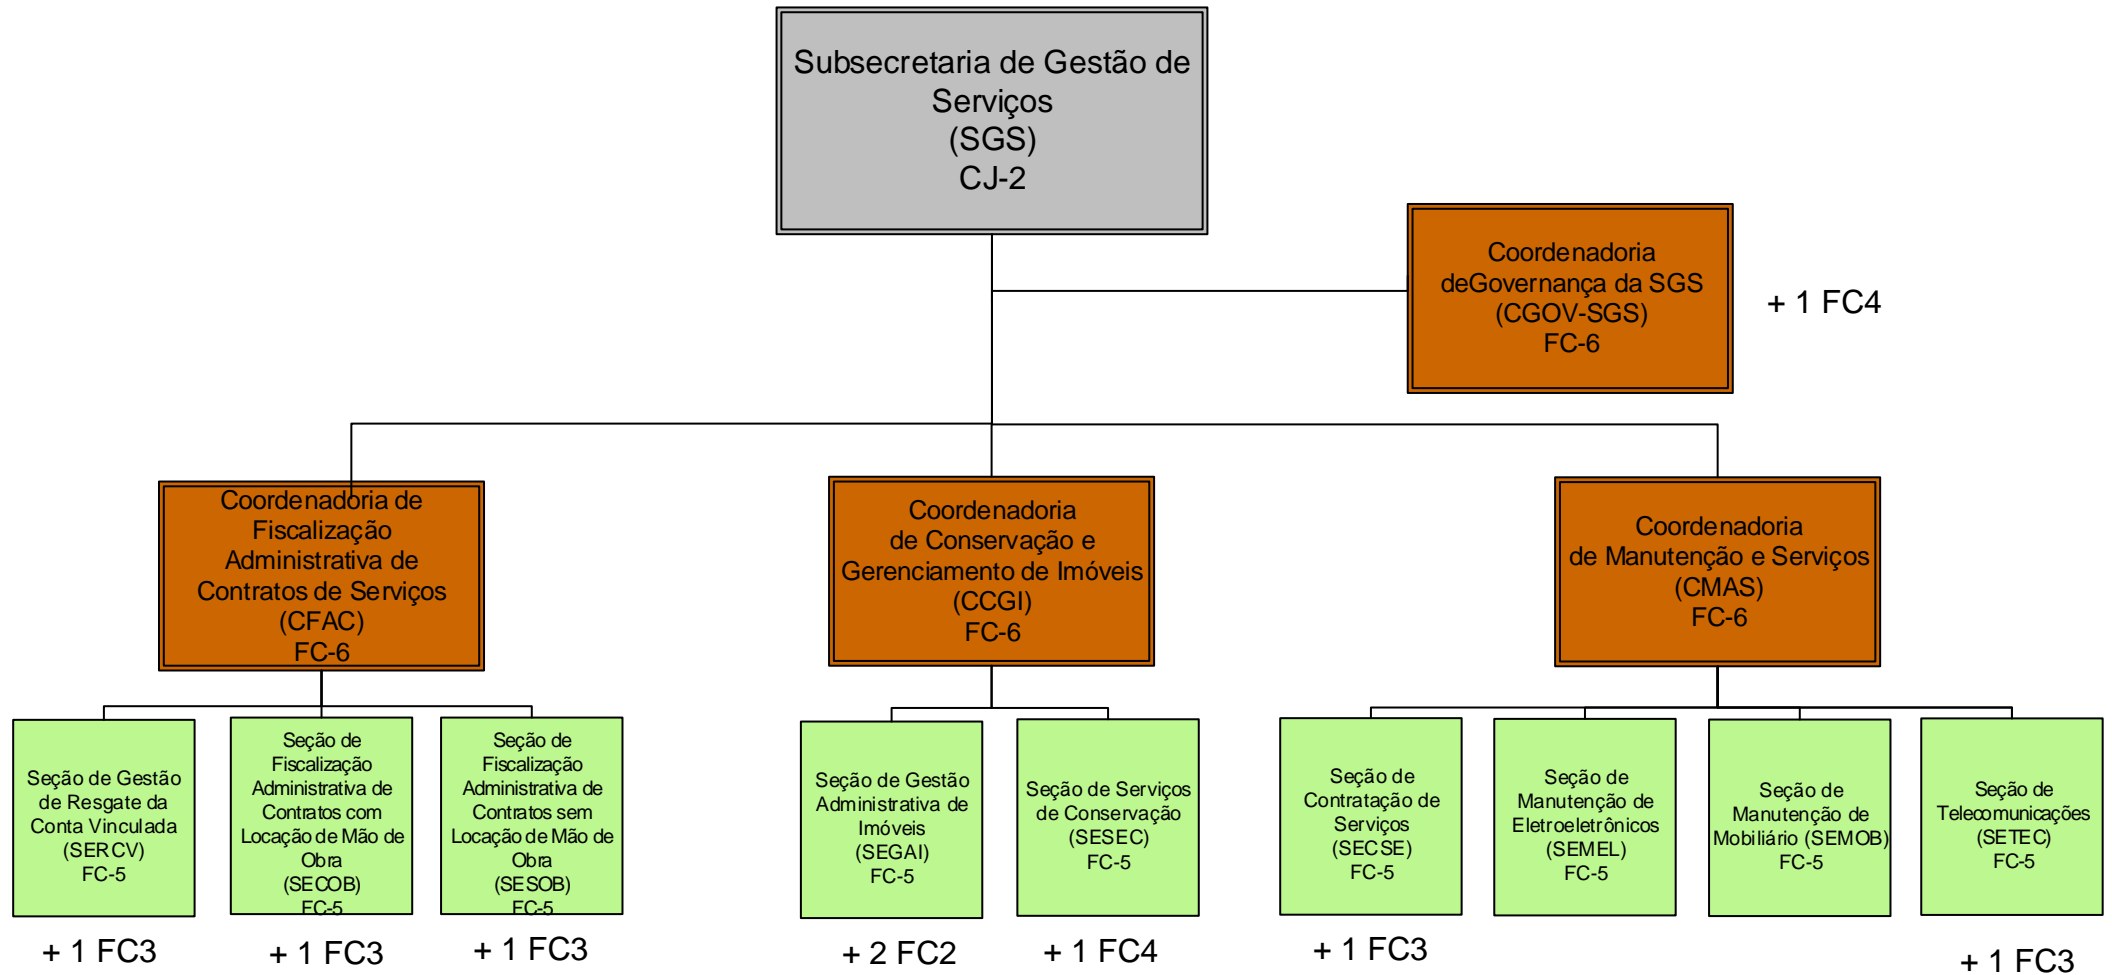 Subsecretaria de Gestão de
Serviços
(SGS)
CJ-2
Coordenadoria
deGovernança da SGS
(CGOV-SGS)
FC-6
+ 1 FC4
Coordenadoria de
Fiscalização
Administrativa de
Contratos de Serviços
(CFAC)
FC-6
Coordenadoria
de Conservação e
Gerenciamento de Imóveis
(CCGI)
FC-6
Coordenadoria
de Manutenção e Serviços
(CMAS)
FC-6
Seção de Gestão
de Resgate da
Conta Vinculada
(SERCV)
FC-5
Seção de
Fiscalização
Administrativa de
Contratos com
Locação de Mão de
Obra
(SECOB)
FC-5
Seção de
Fiscalização
Administrativa de
Contratos sem
Locação de Mão de
Obra
(SESOB)
FC-5
Seção de Gestão
Administrativa de
Imóveis
(SEGAI)
FC-5
Seção de Serviços
de Conservação
(SESEC)
FC-5
Seção de
Contratação de
Serviços
(SECSE)
FC-5
Seção de
Manutenção de
Eletroeletrônicos
(SEMEL)
FC-5
Seção de
Manutenção de
Mobiliário (SEMOB)
FC-5
Seção de
Telecomunicações
(SETEC)
FC-5
+ 1 FC3
+ 1 FC3
+ 1 FC3
+ 2 FC2
+ 1 FC4
+ 1 FC3
+ 1 FC3